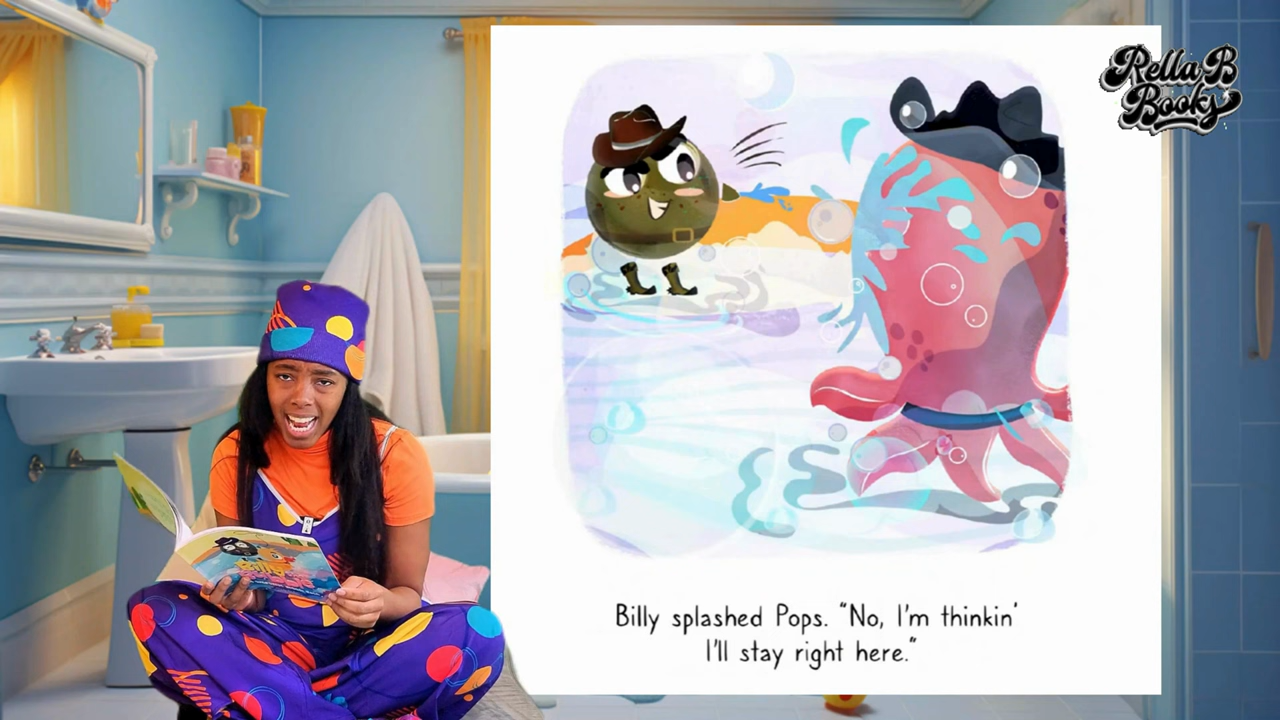 Rella B
Books
Billy splashed Pops. “No, I'm thinkin'
I'll stay right here.”